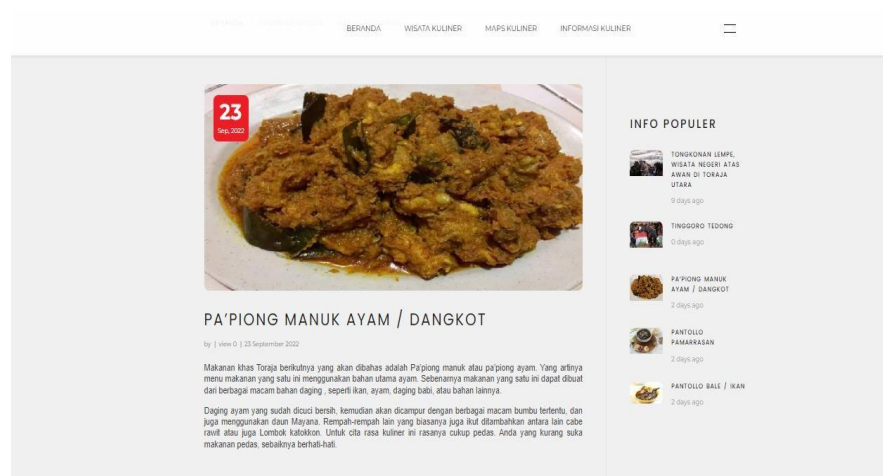 BERANDA
WISATA KULINER
MAPS KULINER
INFORMASI KULINER
23
Sep, 2022
PA'PIONG MANUK AYAM / DANGKOT
by | view 0 | 23 September 2022
Makanan khas Toraja berikutnya yang akan dibahas adalah Pa'piong manuk atau pa'piong ayam. Yang artinya
menu makanan yang satu ini menggunakan bahan utama ayam. Sebenarnya makanan yang satu ini dapat dibuat
dari berbagai macam bahan daging , seperti ikan, ayam, daging babi, atau bahan lainnya.
Daging ayam yang sudah dicuci bersih, kemudian akan dicampur dengan berbagai macam bumbu tertentu, dan
juga menggunakan daun Mayana. Rempah-rempah lain yang biasanya juga ikut ditambahkan antara lain cabe
rawit atau juga Lombok katokkon. Untuk cita rasa kuliner ini rasanya cukup pedas. Anda yang kurang suka
makanan pedas, sebaiknya berhati-hati.
INFO POPULER
TONGKONAN LEMPE,
WISATA NEGERI ATAS
AWAN DI TORAJA
UTARA
9 days ago
TINGGORO TEDONG
0 days ago
PA'PIONG MANUK
AYAM / DANGKOT
2 days ago
PANTOLLO
PAMARRASAN
2 days ago
PANTOLLO BALE / IKAN
2 days ago